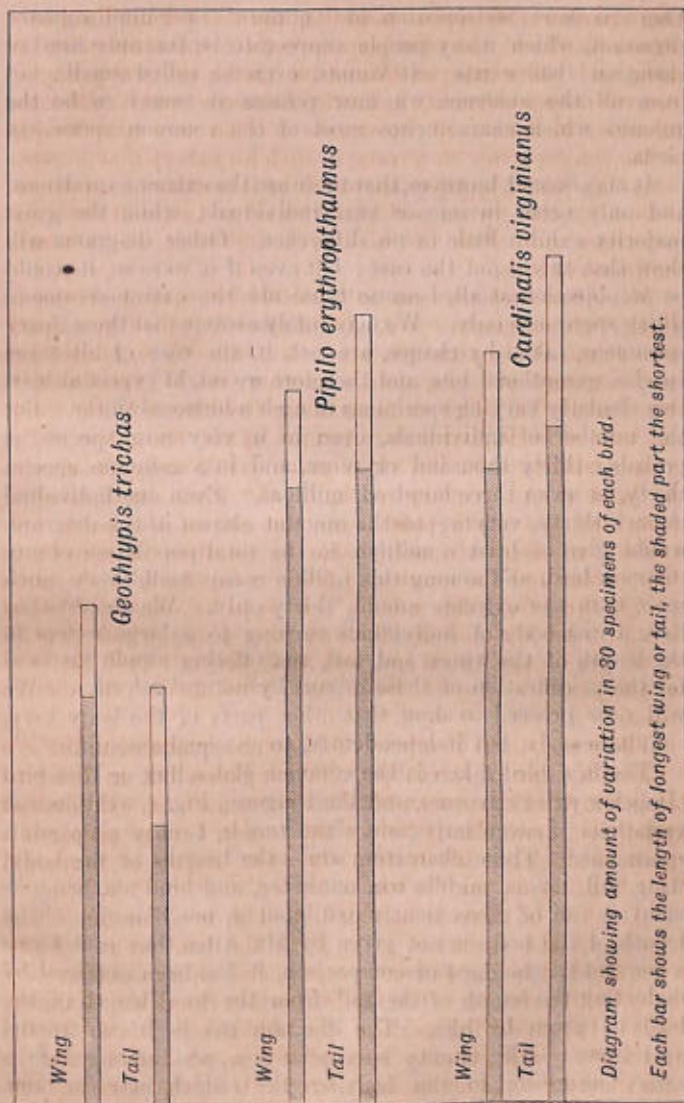 Wing
Geothlypis trichas
Tail
Wing
Pipilo erythropthalmus
Tail
Wing
Cardinalis virginianus
Tail
Diagram showing amount of variation in 30 specimens of each bird.
Each bar shows the length of longest wing or tail, the shaded part the shortest.